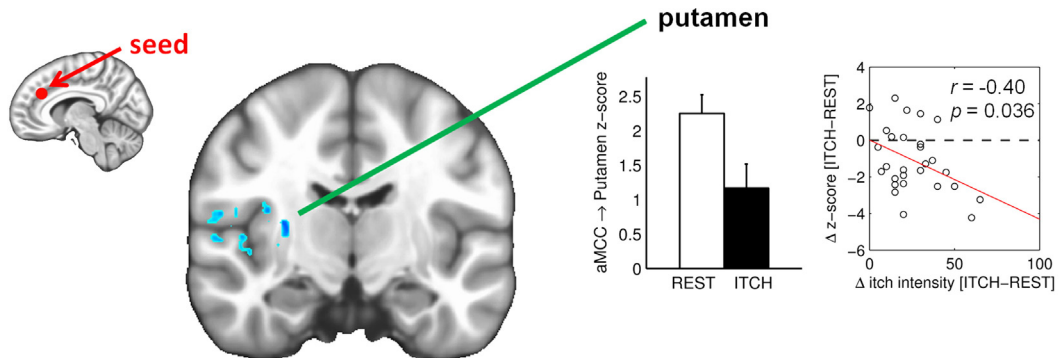 seed
putamen
aMCC → Putamen z-score
2.5
2
1.5
1
0.5
0
REST
ITCH
Δ z-score [ITCH−REST]
4
2
0
−2
−4
−6
r = -0.40
p = 0.036
0
50
100
Δ itch intensity [ITCH−REST]